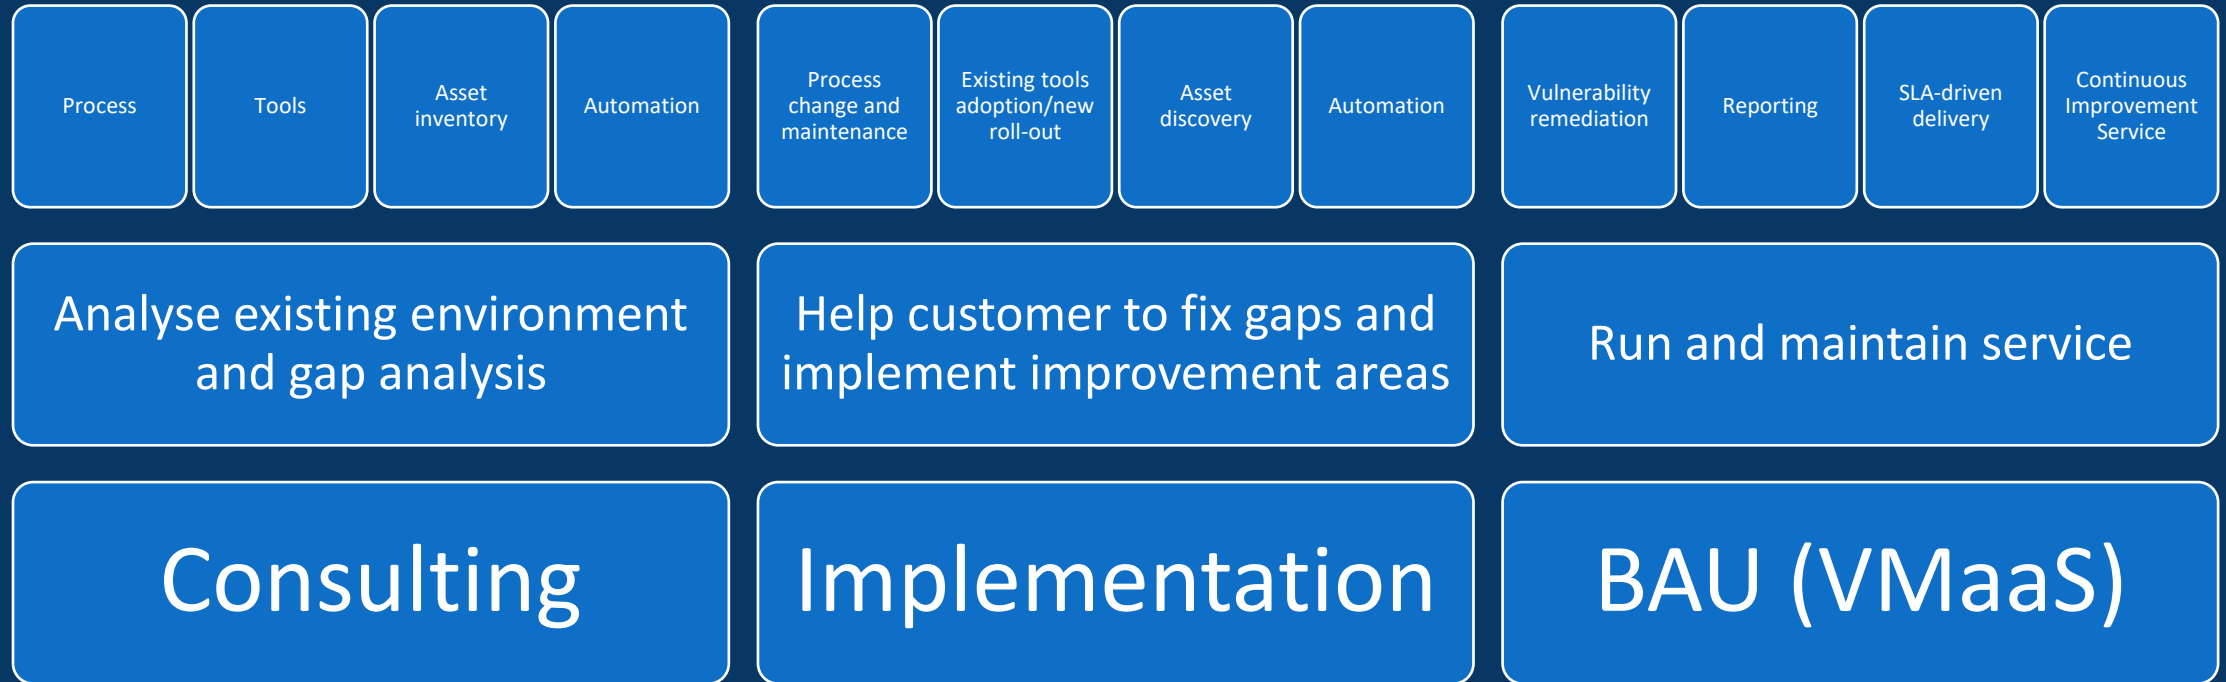 Process
Tools
Asset
inventory
Automation
Process
change and
maintenance
Existing tools
adoption/new
roll-out
Asset
discovery
Automation
Vulnerability
remediation
Reporting
SLA-driven
delivery
Continuous
Improvement
Service
Analyse existing environment
and gap analysis
Help customer to fix gaps and
implement improvement areas
Run and maintain service
Consulting
Implementation
BAU (VMaaS)